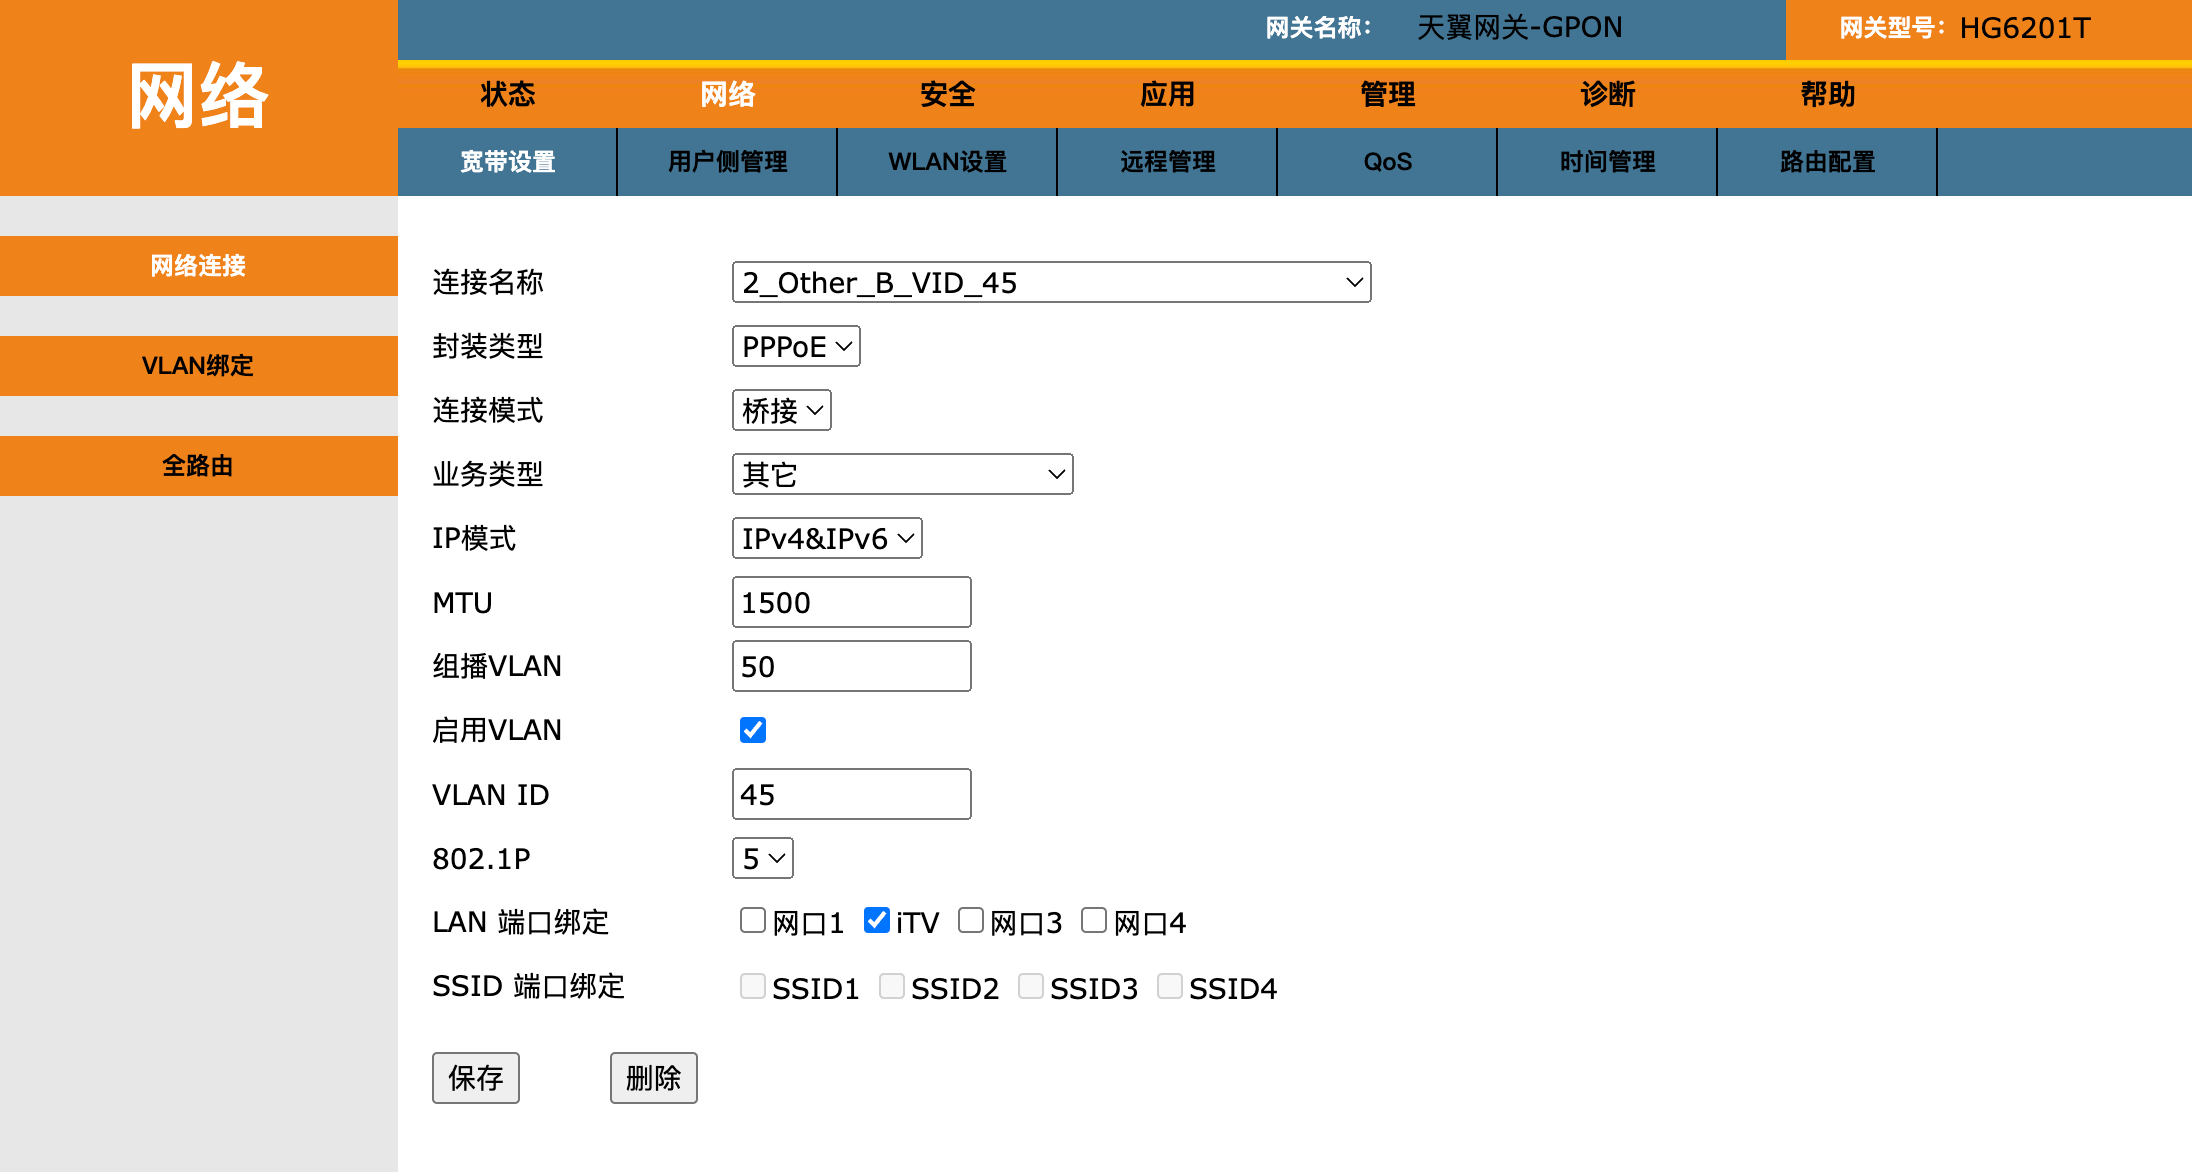 网络
网关名称： 天翼网关-GPON 网关型号： HG6201T
状态 网络 安全 应用 管理 诊断 帮助
宽带设置 用户侧管理 WLAN设置 远程管理 QoS 时间管理 路由配置
网络连接
VLAN绑定
全路由
连接名称 2_Other_B_VID_45
封装类型 PPPoE
连接模式 桥接
业务类型 其它
IP模式 IPv4&IPv6
MTU 1500
组播VLAN 50
启用VLAN
VLAN ID 45
802.1P 5
LAN 端口绑定 网口1 iTV 网口3 网口4
SSID 端口绑定 SSID1 SSID2 SSID3 SSID4
保存 删除